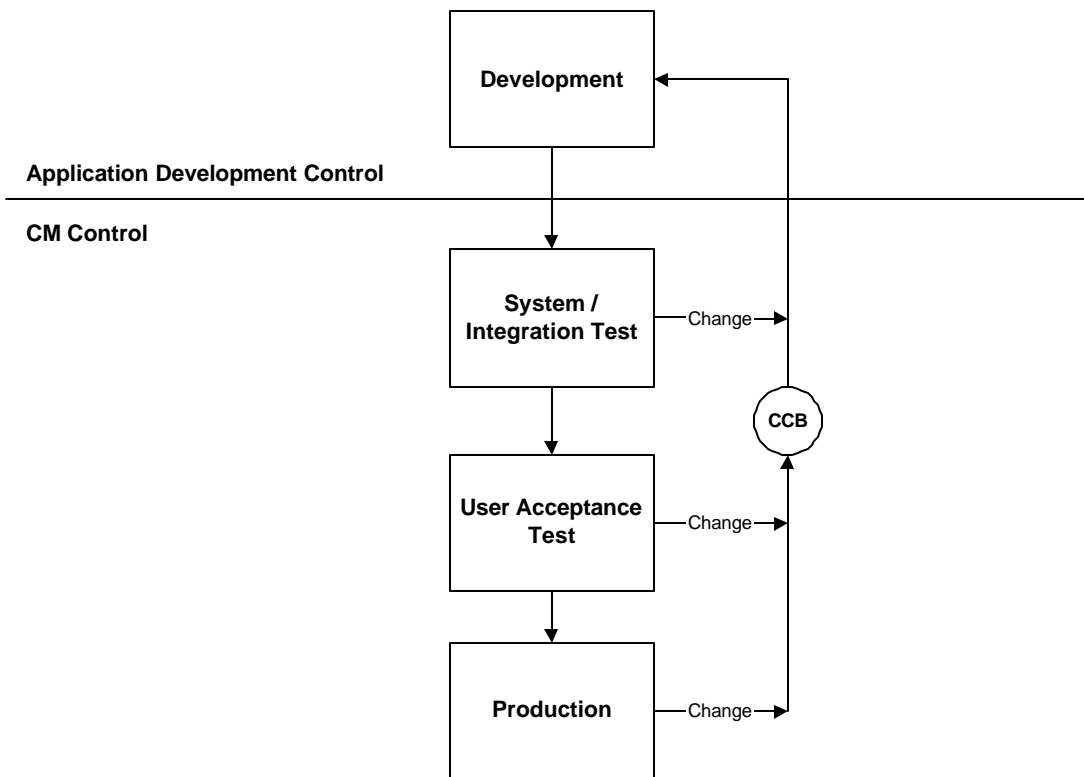 Development
Application Development Control
CM Control
System /
Integration Test
Change
CCB
User Acceptance
Test
Change
Production
Change